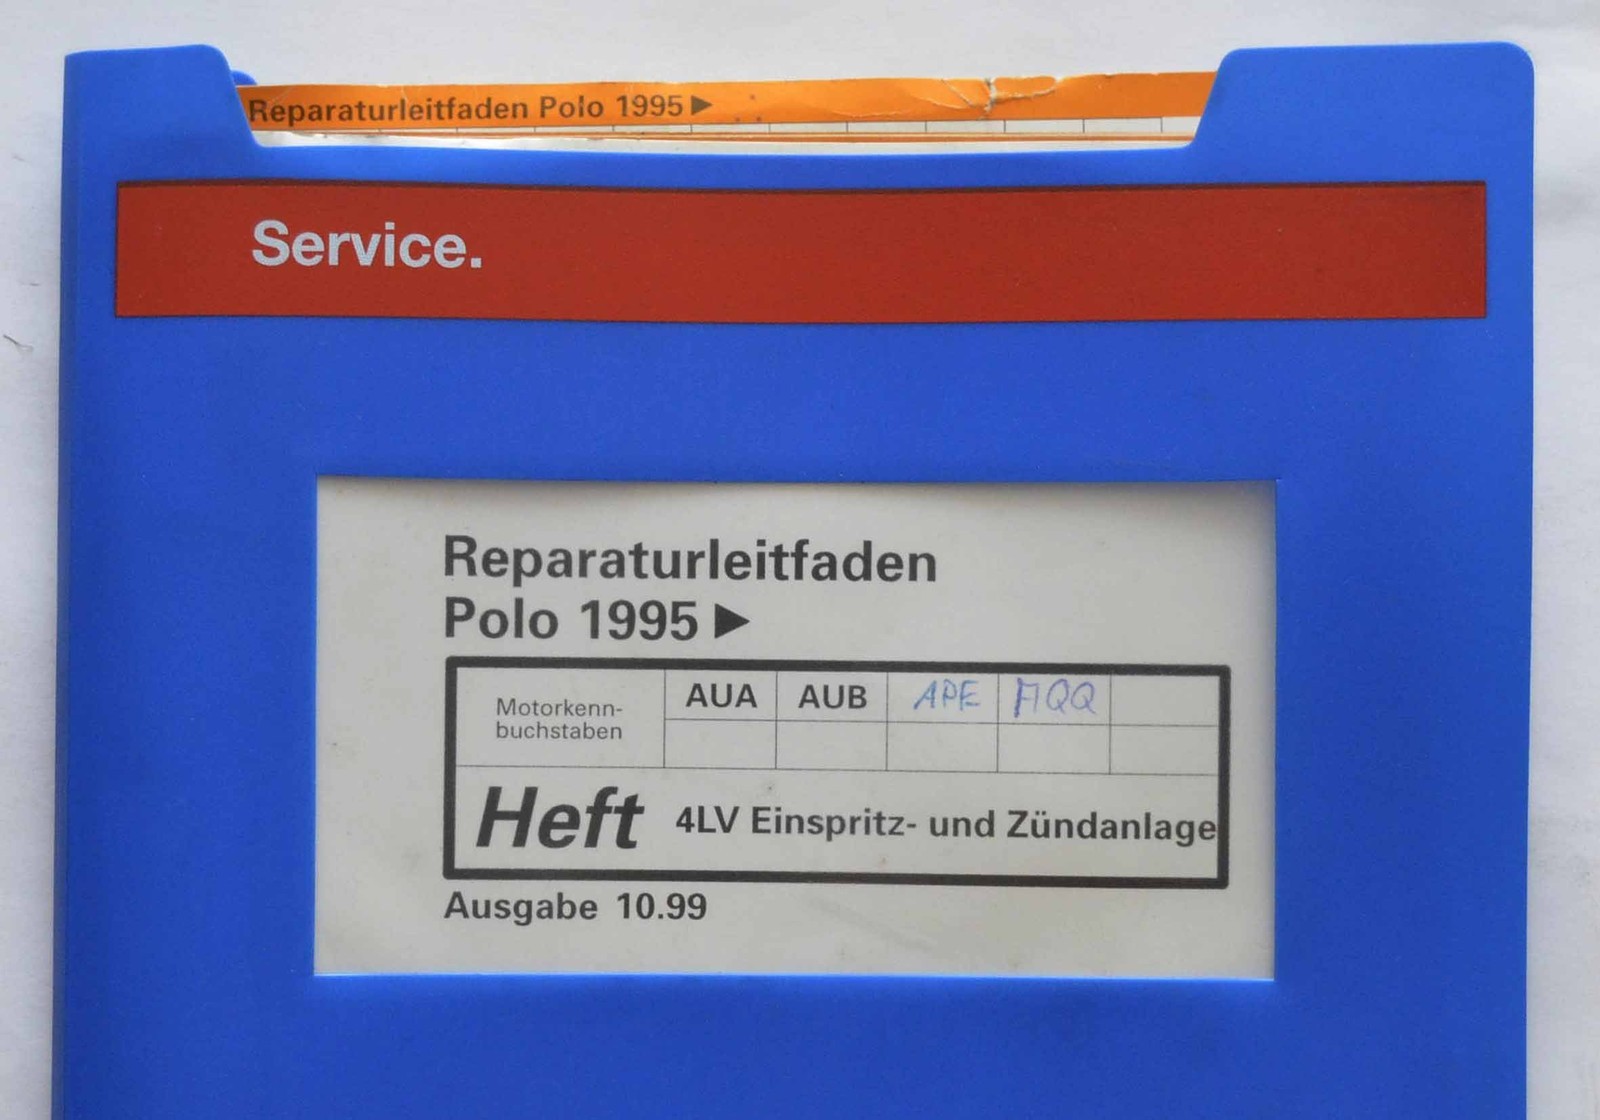 Reparaturleitfaden Polo 1995►
Service.
Reparaturleitfaden
Polo 1995 ►
Motorkenn-
buchstaben
AUA AUB APE AQQ
Heft 4LV Einspritz- und Zündanlage
Ausgabe 10.99